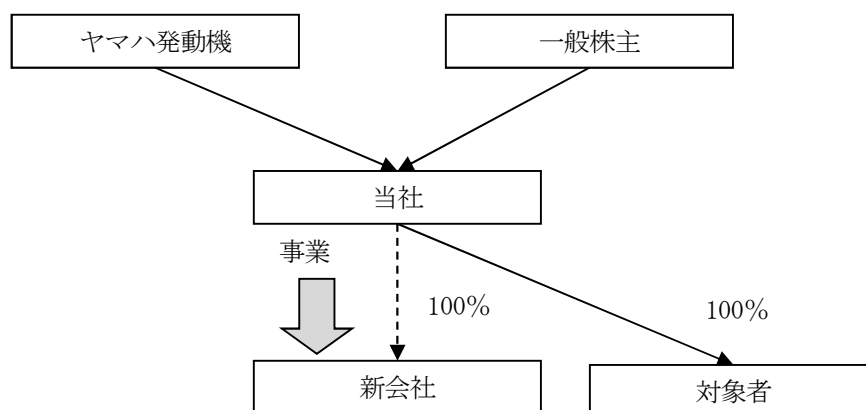 ヤマハ発動機
一般株主
当社
事業
100%
100%
新会社
対象者